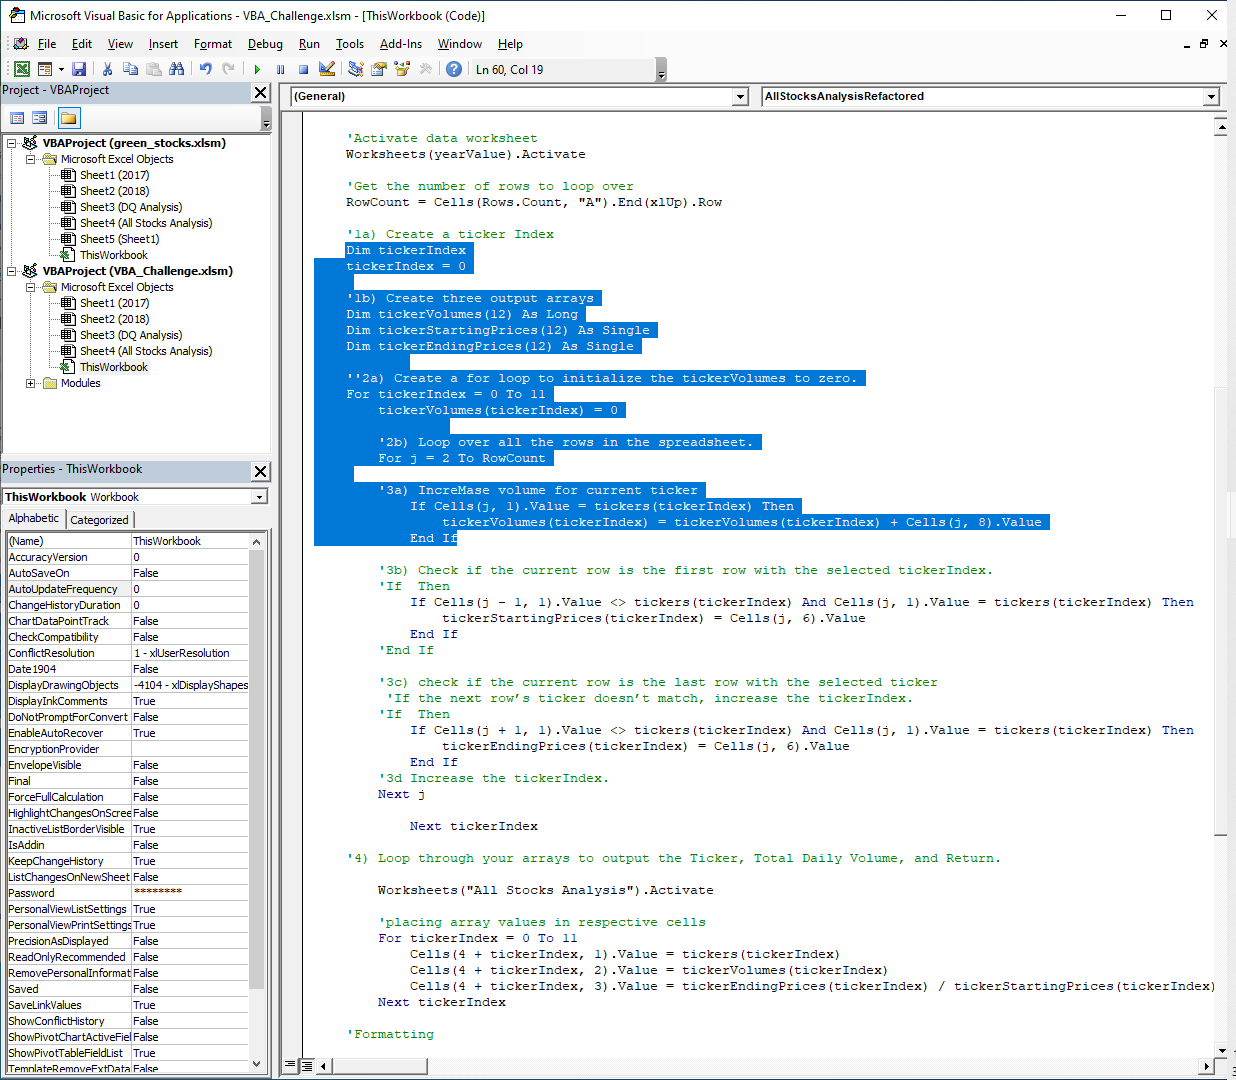 Microsoft Visual Basic for Applications - VBA_Challenge.xlsm - [ThisWorkbook (Code)]
File Edit View Insert Format Debug Run Tools Add-Ins Window Help
Ln 60, Col 19
Project - VBAProject
VBAProject (green_stocks.xlsm)
Microsoft Excel Objects
Sheet1 (2017)
Sheet2 (2018)
Sheet3 (DQ Analysis)
Sheet4 (All Stocks Analysis)
Sheet5 (Sheet1)
ThisWorkbook
VBAProject (VBA_Challenge.xlsm)
Microsoft Excel Objects
Sheet1 (2017)
Sheet2 (2018)
Sheet3 (DQ Analysis)
Sheet4 (All Stocks Analysis)
ThisWorkbook
Modules
Properties - ThisWorkbook
ThisWorkbook Workbook
Alphabetic Categorized
(Name) ThisWorkbook
AccuracyVersion 0
AutoSaveOn False
AutoUpdateFrequency 0
ChangeHistoryDuration 0
ChartDataPointTrack False
CheckCompatibility False
ConflictResolution 1 - xlUserResolution
Date1904 False
DisplayDrawingObjects -4104 - xlDisplayShapes
DisplayInkComments True
DoNotPromptForConvert False
EnableAutoRecover True
EncryptionProvider
EnvelopeVisible False
Final False
ForceFullCalculation False
HighlightChangesOnScree False
InactiveListBorderVisible True
IsAddin False
KeepChangeHistory True
ListChangesOnNewSheet False
Password ********
PersonalViewListSettings True
PersonalViewPrintSettings True
PrecisionAsDisplayed False
ReadOnlyRecommended False
RemovePersonalInformat False
Saved False
SaveLinkValues True
ShowConflictHistory False
ShowPivotChartActiveFiel False
ShowPivotTableFieldList True
TemplateRemoveExtData False
(General) AllStocksAnalysisRefactored
'Activate data worksheet
Worksheets(yearValue).Activate
'Get the number of rows to loop over
RowCount = Cells(Rows.Count, "A").End(xlUp).Row
'1a) Create a ticker Index
Dim tickerIndex
tickerIndex = 0
'1b) Create three output arrays
Dim tickerVolumes(12) As Long
Dim tickerStartingPrices(12) As Single
Dim tickerEndingPrices(12) As Single
''2a) Create a for loop to initialize the tickerVolumes to zero.
For tickerIndex = 0 To 11
tickerVolumes(tickerIndex) = 0
'2b) Loop over all the rows in the spreadsheet.
For j = 2 To RowCount
'3a) IncreMase volume for current ticker
If Cells(j, 1).Value = tickers(tickerIndex) Then
tickerVolumes(tickerIndex) = tickerVolumes(tickerIndex) + Cells(j, 8).Value
End If
'3b) Check if the current row is the first row with the selected tickerIndex.
'If  Then
If Cells(j - 1, 1).Value <> tickers(tickerIndex) And Cells(j, 1).Value = tickers(tickerIndex) Then
tickerStartingPrices(tickerIndex) = Cells(j, 6).Value
End If
'End If
'3c) check if the current row is the last row with the selected ticker
'If the next row’s ticker doesn’t match, increase the tickerIndex.
'If  Then
If Cells(j + 1, 1).Value <> tickers(tickerIndex) And Cells(j, 1).Value = tickers(tickerIndex) Then
tickerEndingPrices(tickerIndex) = Cells(j, 6).Value
End If
'3d Increase the tickerIndex.
Next j
Next tickerIndex
'4) Loop through your arrays to output the Ticker, Total Daily Volume, and Return.
Worksheets("All Stocks Analysis").Activate
'placing array values in respective cells
For tickerIndex = 0 To 11
Cells(4 + tickerIndex, 1).Value = tickers(tickerIndex)
Cells(4 + tickerIndex, 2).Value = tickerVolumes(tickerIndex)
Cells(4 + tickerIndex, 3).Value = tickerEndingPrices(tickerIndex) / tickerStartingPrices(tickerIndex)
Next tickerIndex
'Formatting